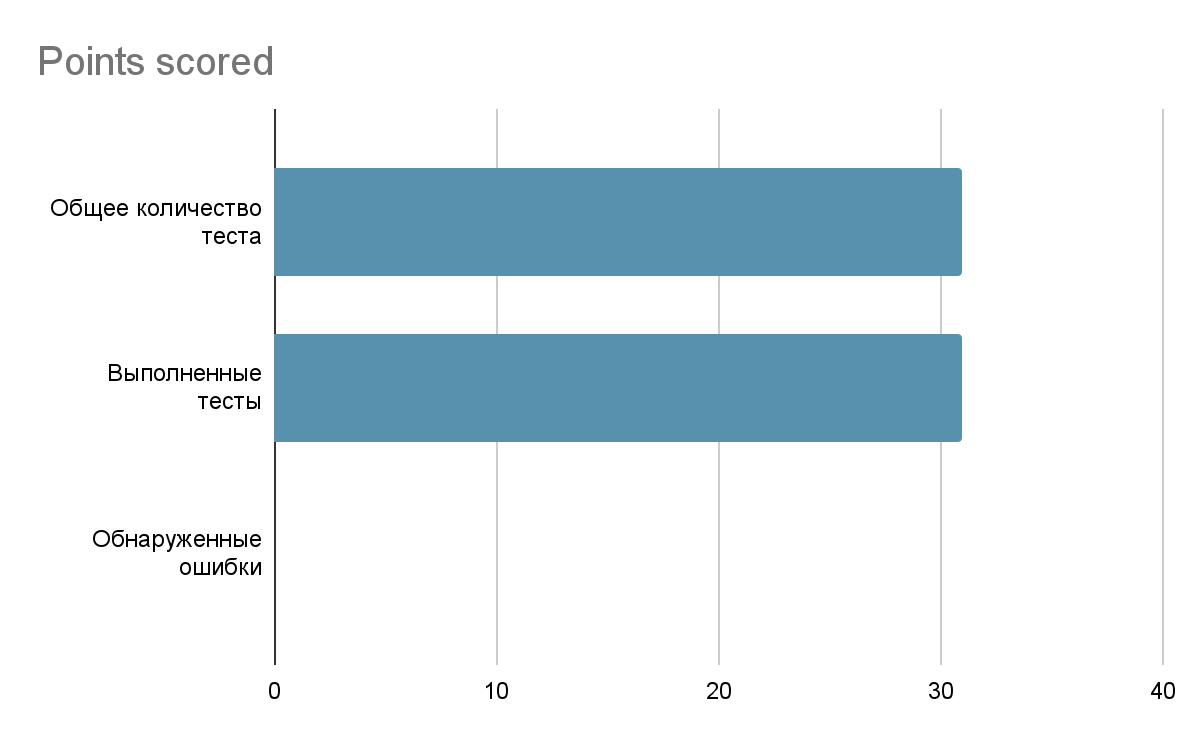 Points scored
Общее количество
теста
Выполненные
тесты
Обнаруженные
ошибки
0 10 20 30 40